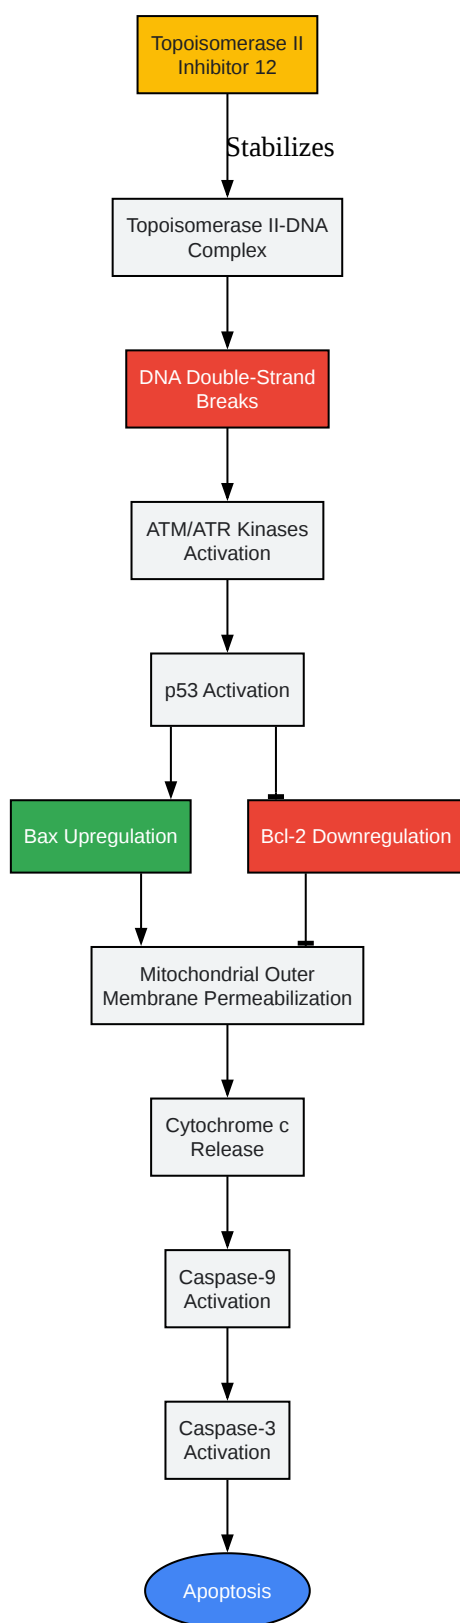 Topoisomerase II
Inhibitor 12
Stabilizes
Topoisomerase II-DNA
Complex
DNA Double-Strand
Breaks
ATM/ATR Kinases
Activation
p53 Activation
Bax Upregulation
Bcl-2 Downregulation
Mitochondrial Outer
Membrane Permeabilization
Cytochrome c
Release
Caspase-9
Activation
Caspase-3
Activation
Apoptosis